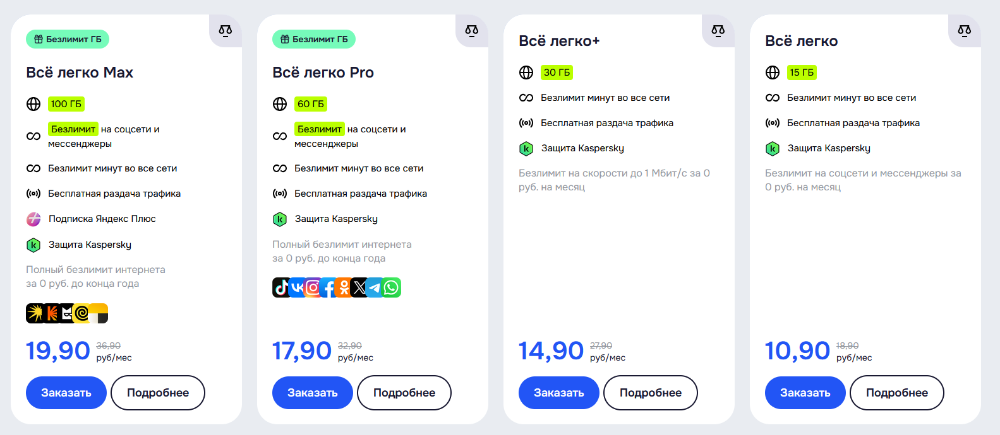 Безлимит ГБ
Всё легко Max
100 ГБ
Безлимит на соцсети и
мессенджеры
Безлимит минут во все сети
Бесплатная раздача трафика
Подписка Яндекс Плюс
Защита Kaspersky
Полный безлимит интернета
за 0 руб. до конца года
19,90
36,90
руб/мес
Заказать
Подробнее
Безлимит ГБ
Всё легко Pro
60 ГБ
Безлимит на соцсети и
мессенджеры
Безлимит минут во все сети
Бесплатная раздача трафика
Защита Kaspersky
Полный безлимит интернета
за 0 руб. до конца года
17,90
32,90
руб/мес
Заказать
Подробнее
Всё легко+
30 ГБ
Безлимит минут во все сети
Бесплатная раздача трафика
Защита Kaspersky
Безлимит на скорости до 1 Мбит/с за 0
руб. на месяц
14,90
27,90
руб/мес
Заказать
Подробнее
Всё легко
15 ГБ
Безлимит минут во все сети
Бесплатная раздача трафика
Защита Kaspersky
Безлимит на соцсети и мессенджеры за
0 руб. на месяц
10,90
18,90
руб/мес
Заказать
Подробнее